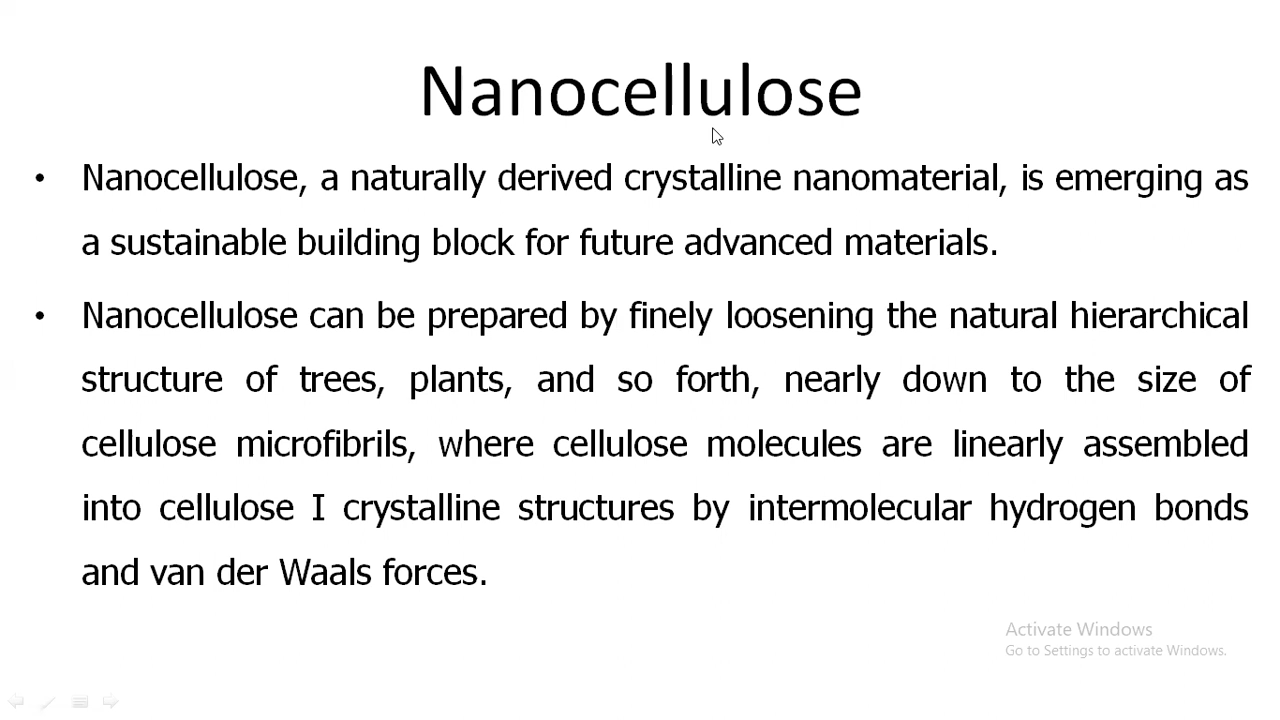 Nanocellulose
• Nanocellulose, a naturally derived crystalline nanomaterial, is emerging as
a sustainable building block for future advanced materials.
• Nanocellulose can be prepared by finely loosening the natural hierarchical
structure of trees, plants, and so forth, nearly down to the size of
cellulose microfibrils, where cellulose molecules are linearly assembled
into cellulose I crystalline structures by intermolecular hydrogen bonds
and van der Waals forces.
Activate Windows
Go to Settings to activate Windows.